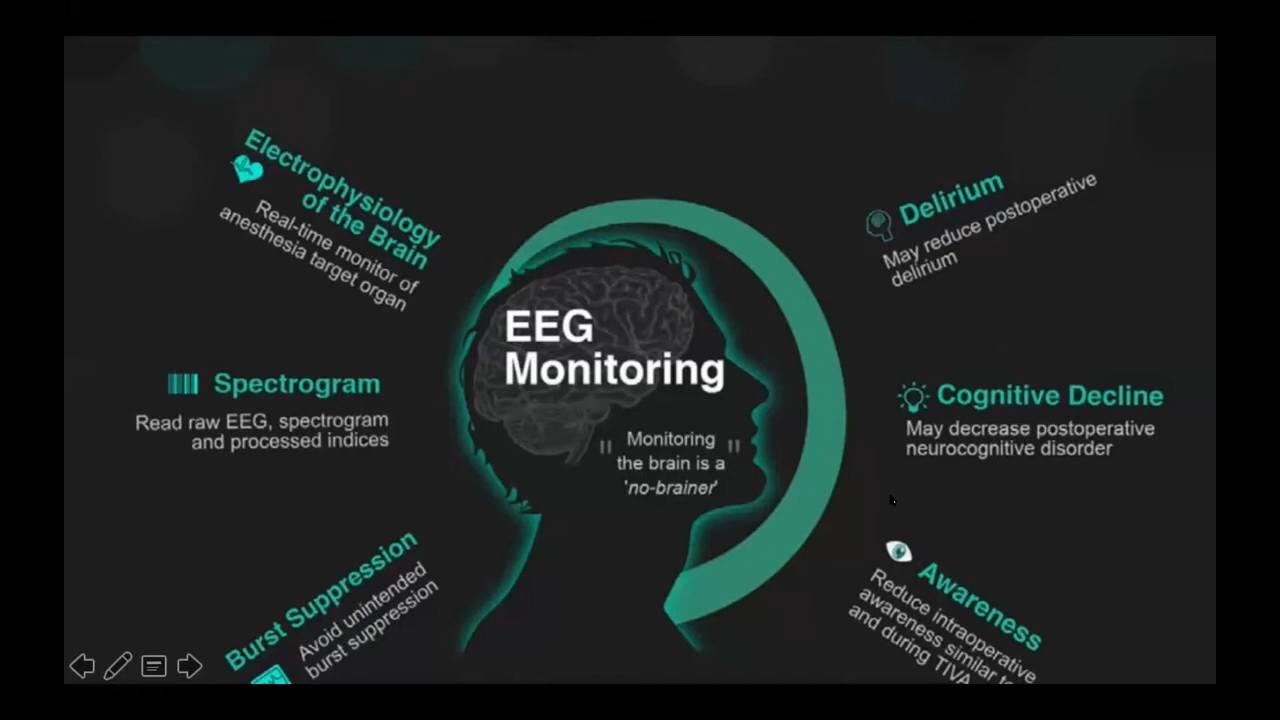 Electrophysiology
of the Brain
Real-time monitor of
anesthesia target organ
Spectrogram
Read raw EEG, spectrogram
and processed indices
Burst Suppression
Avoid unintended
burst suppression
EEG
Monitoring
" Monitoring "
the brain is a
'no-brainer'
Delirium
May reduce postoperative
delirium
Cognitive Decline
May decrease postoperative
neurocognitive disorder
Awareness
Reduce intraoperative
awareness similar
and during TIVA